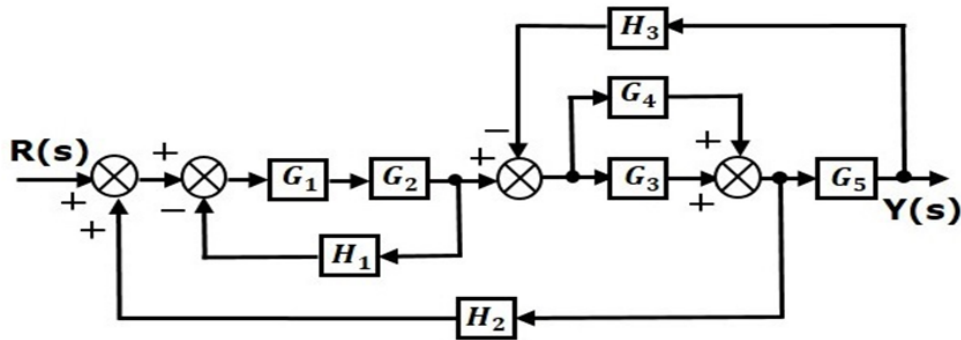 H₃
G₄
R(s)
+
+
+
−
G₁
G₂
+
−
G₃
+
+
G₅
Y(s)
+
H₁
H₂